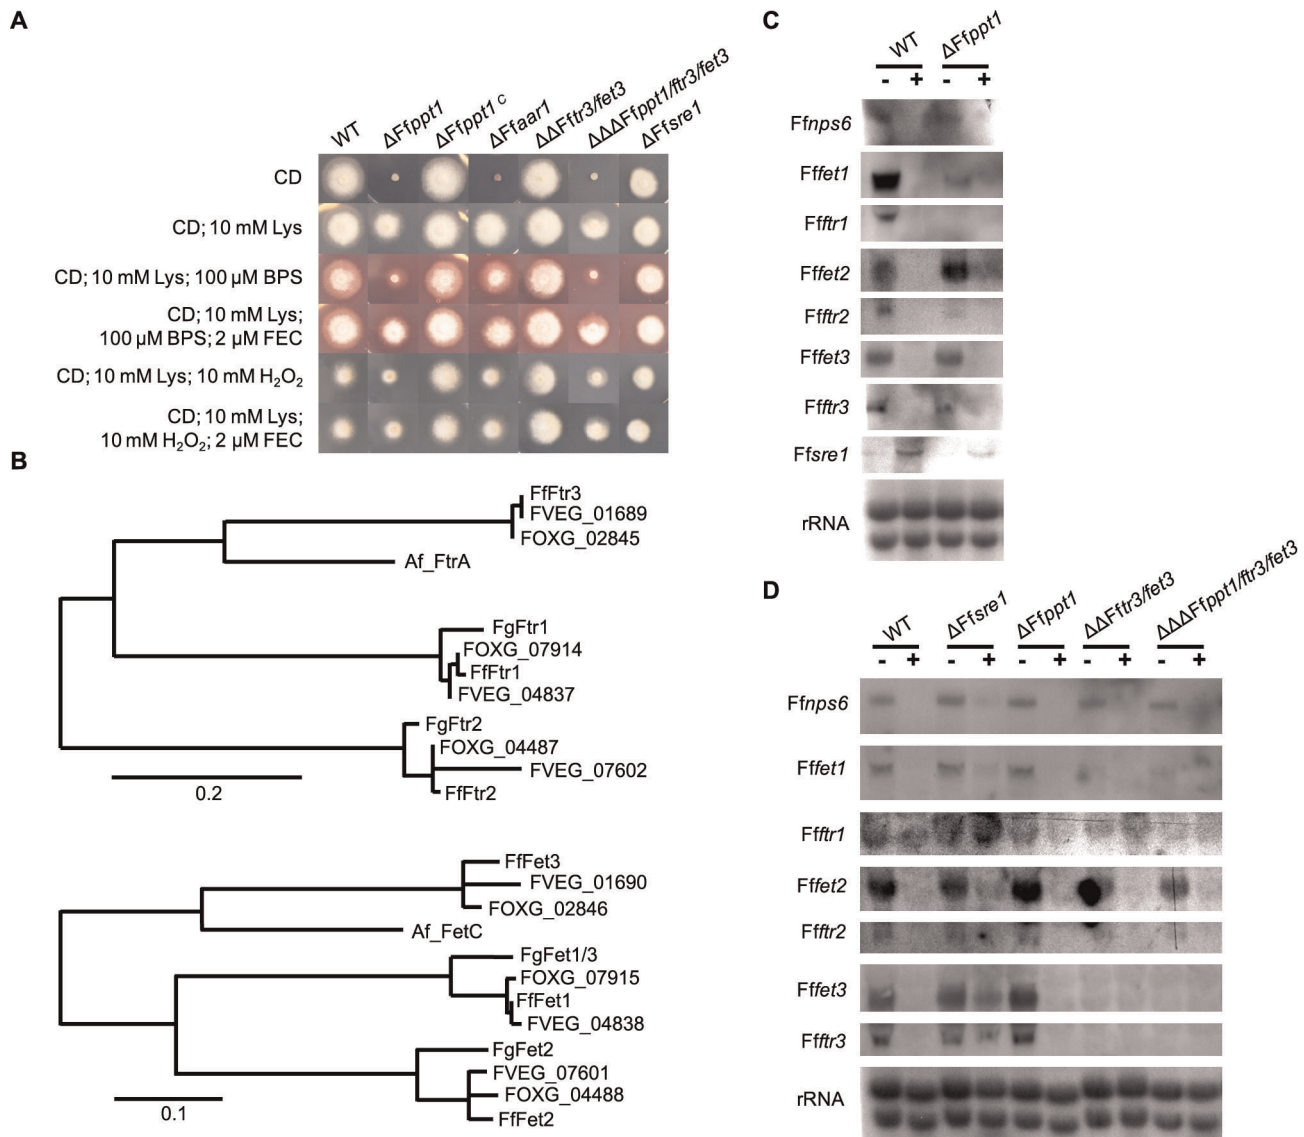 A
WT ΔFfppt1 ΔFfppt1 C ΔFfaar1 ΔΔFftr3/fet3 ΔΔΔFfppt1/ftr3/fet3 ΔFfsre1
CD
CD; 10 mM Lys
CD; 10 mM Lys; 100 µM BPS
CD; 10 mM Lys;
100 µM BPS; 2 µM FEC
CD; 10 mM Lys; 10 mM H₂O₂
CD; 10 mM Lys;
10 mM H₂O₂; 2 µM FEC
B
FfFtr3
FVEG_01689
FOXG_02845
Af_FtrA
FgFtr1
FOXG_07914
FfFtr1
FVEG_04837
FgFtr2
FOXG_04487
FVEG_07602
FfFtr2
0.2
FfFet3
FVEG_01690
FOXG_02846
Af_FetC
FgFet1/3
FOXG_07915
FfFet1
FVEG_04838
FgFet2
FVEG_07601
FOXG_04488
FfFet2
0.1
C
WT ΔFfppt1
- + - +
Ffnps6
Fffet1
Ffftr1
Fffet2
Ffftr2
Fffet3
Ffftr3
Ffsre1
rRNA
D
WT ΔFfsre1 ΔFfppt1 ΔΔFftr3/fet3 ΔΔΔFfppt1/ftr3/fet3
- + - + - + - + - +
Ffnps6
Fffet1
Ffftr1
Fffet2
Ffftr2
Fffet3
Ffftr3
rRNA